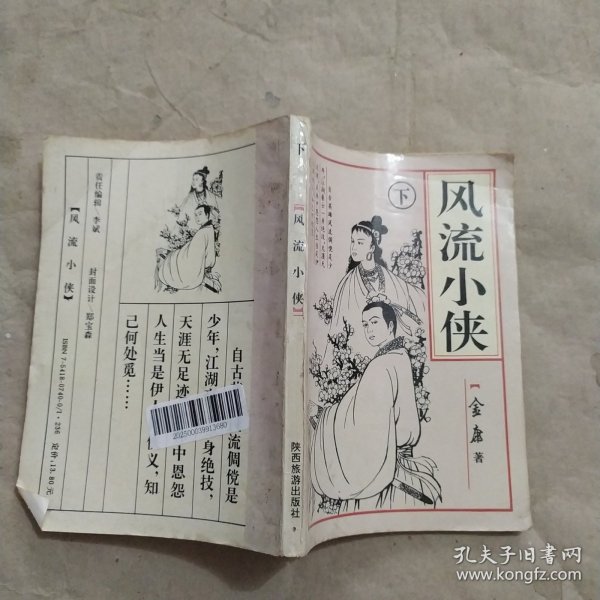 风流小侠
下
【金庸 著
下
【风流小侠】
陕西旅游出版社
责任编辑 李斌
封面设计 郑宝森
【风流小侠】
ISBN 7-5418-0740-0/I·236
定价:13.80元
自古
流倜傥是
少年,江湖
身绝技,
天涯无足迹
中恩怨
人生当是伊
义,知
己何处觅……
202500039913680
孔夫子旧书网
www.kongfz.com